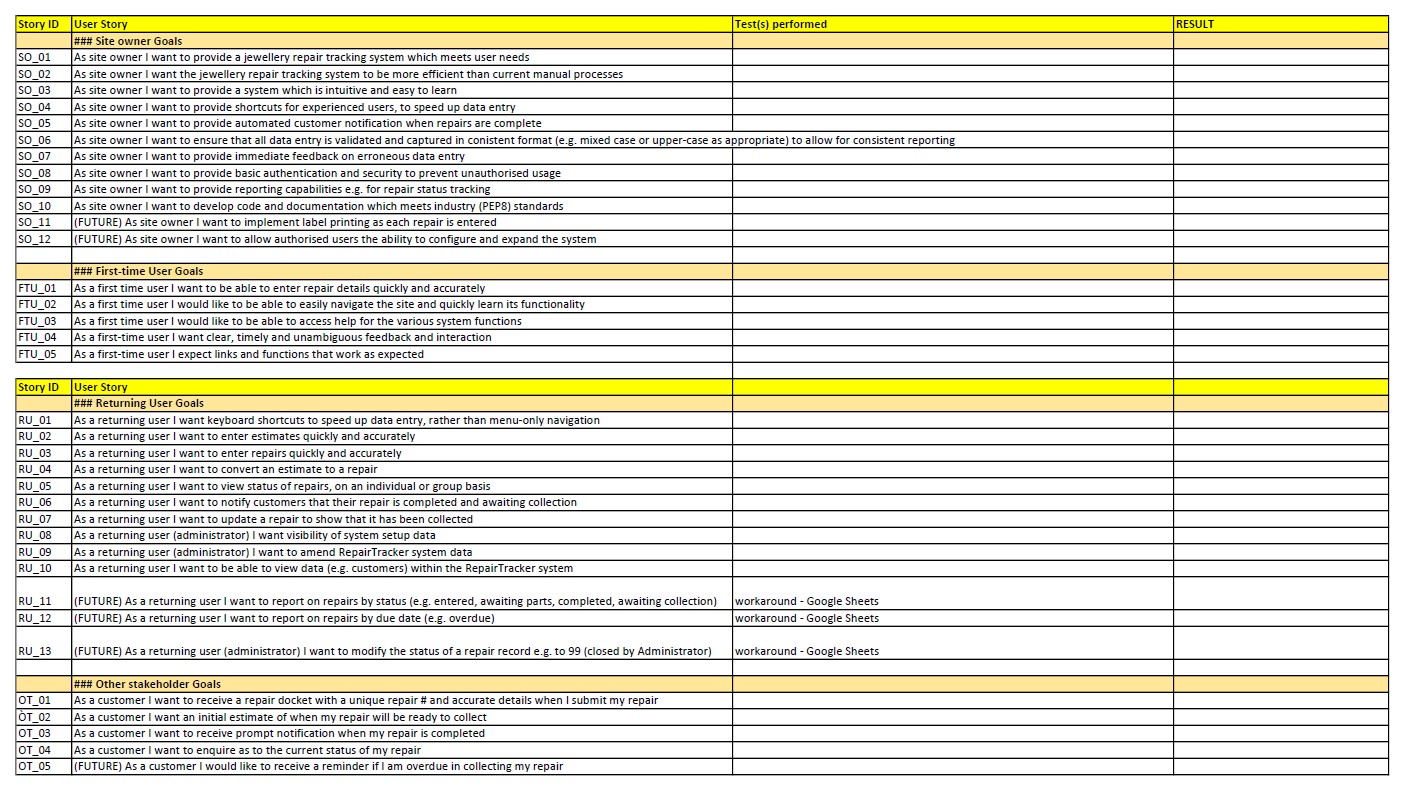 Story ID User Story Test(s) performed RESULT
### Site owner Goals
SO_01 As site owner I want to provide a jewellery repair tracking system which meets user needs
SO_02 As site owner I want the jewellery repair tracking system to be more efficient than current manual processes
SO_03 As site owner I want to provide a system which is intuitive and easy to learn
SO_04 As site owner I want to provide shortcuts for experienced users, to speed up data entry
SO_05 As site owner I want to provide automated customer notification when repairs are complete
SO_06 As site owner I want to ensure that all data entry is validated and captured in conistent format (e.g. mixed case or upper-case as appropriate) to allow for consistent reporting
SO_07 As site owner I want to provide immediate feedback on erroneous data entry
SO_08 As site owner I want to provide basic authentication and security to prevent unauthorised usage
SO_09 As site owner I want to provide reporting capabilities e.g. for repair status tracking
SO_10 As site owner I want to develop code and documentation which meets industry (PEP8) standards
SO_11 (FUTURE) As site owner I want to implement label printing as each repair is entered
SO_12 (FUTURE) As site owner I want to allow authorised users the ability to configure and expand the system
### First-time User Goals
FTU_01 As a first time user I want to be able to enter repair details quickly and accurately
FTU_02 As a first time user I would like to be able to easily navigate the site and quickly learn its functionality
FTU_03 As a first time user I would like to be able to access help for the various system functions
FTU_04 As a first-time user I want clear, timely and unambiguous feedback and interaction
FTU_05 As a first-time user I expect links and functions that work as expected
Story ID User Story
### Returning User Goals
RU_01 As a returning user I want keyboard shortcuts to speed up data entry, rather than menu-only navigation
RU_02 As a returning user I want to enter estimates quickly and accurately
RU_03 As a returning user I want to enter repairs quickly and accurately
RU_04 As a returning user I want to convert an estimate to a repair
RU_05 As a returning user I want to view status of repairs, on an individual or group basis
RU_06 As a returning user I want to notify customers that their repair is completed and awaiting collection
RU_07 As a returning user I want to update a repair to show that it has been collected
RU_08 As a returning user (administrator) I want visibility of system setup data
RU_09 As a returning user (administrator) I want to amend RepairTracker system data
RU_10 As a returning user I want to be able to view data (e.g. customers) within the RepairTracker system
RU_11 (FUTURE) As a returning user I want to report on repairs by status (e.g. entered, awaiting parts, completed, awaiting collection) workaround - Google Sheets
RU_12 (FUTURE) As a returning user I want to report on repairs by due date (e.g. overdue) workaround - Google Sheets
RU_13 (FUTURE) As a returning user (administrator) I want to modify the status of a repair record e.g. to 99 (closed by Administrator) workaround - Google Sheets
### Other stakeholder Goals
OT_01 As a customer I want to receive a repair docket with a unique repair # and accurate details when I submit my repair
OT_02 As a customer I want an initial estimate of when my repair will be ready to collect
OT_03 As a customer I want to receive prompt notification when my repair is completed
OT_04 As a customer I want to enquire as to the current status of my repair
OT_05 (FUTURE) As a customer I would like to receive a reminder if I am overdue in collecting my repair